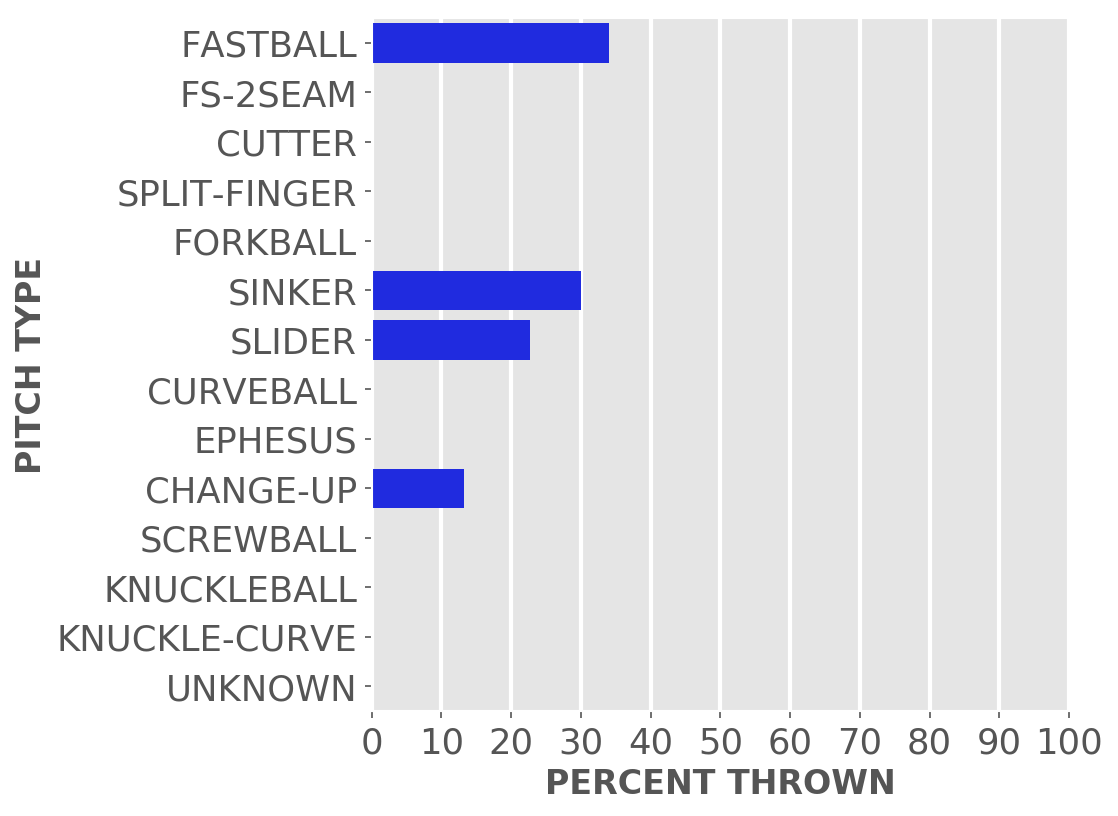 FASTBALL
FS-2SEAM
CUTTER
SPLIT-FINGER
FORKBALL
SINKER
SLIDER
CURVEBALL
EPHESUS
CHANGE-UP
SCREWBALL
KNUCKLEBALL
KNUCKLE-CURVE
UNKNOWN
PITCH TYPE
0 10 20 30 40 50 60 70 80 90 100
PERCENT THROWN